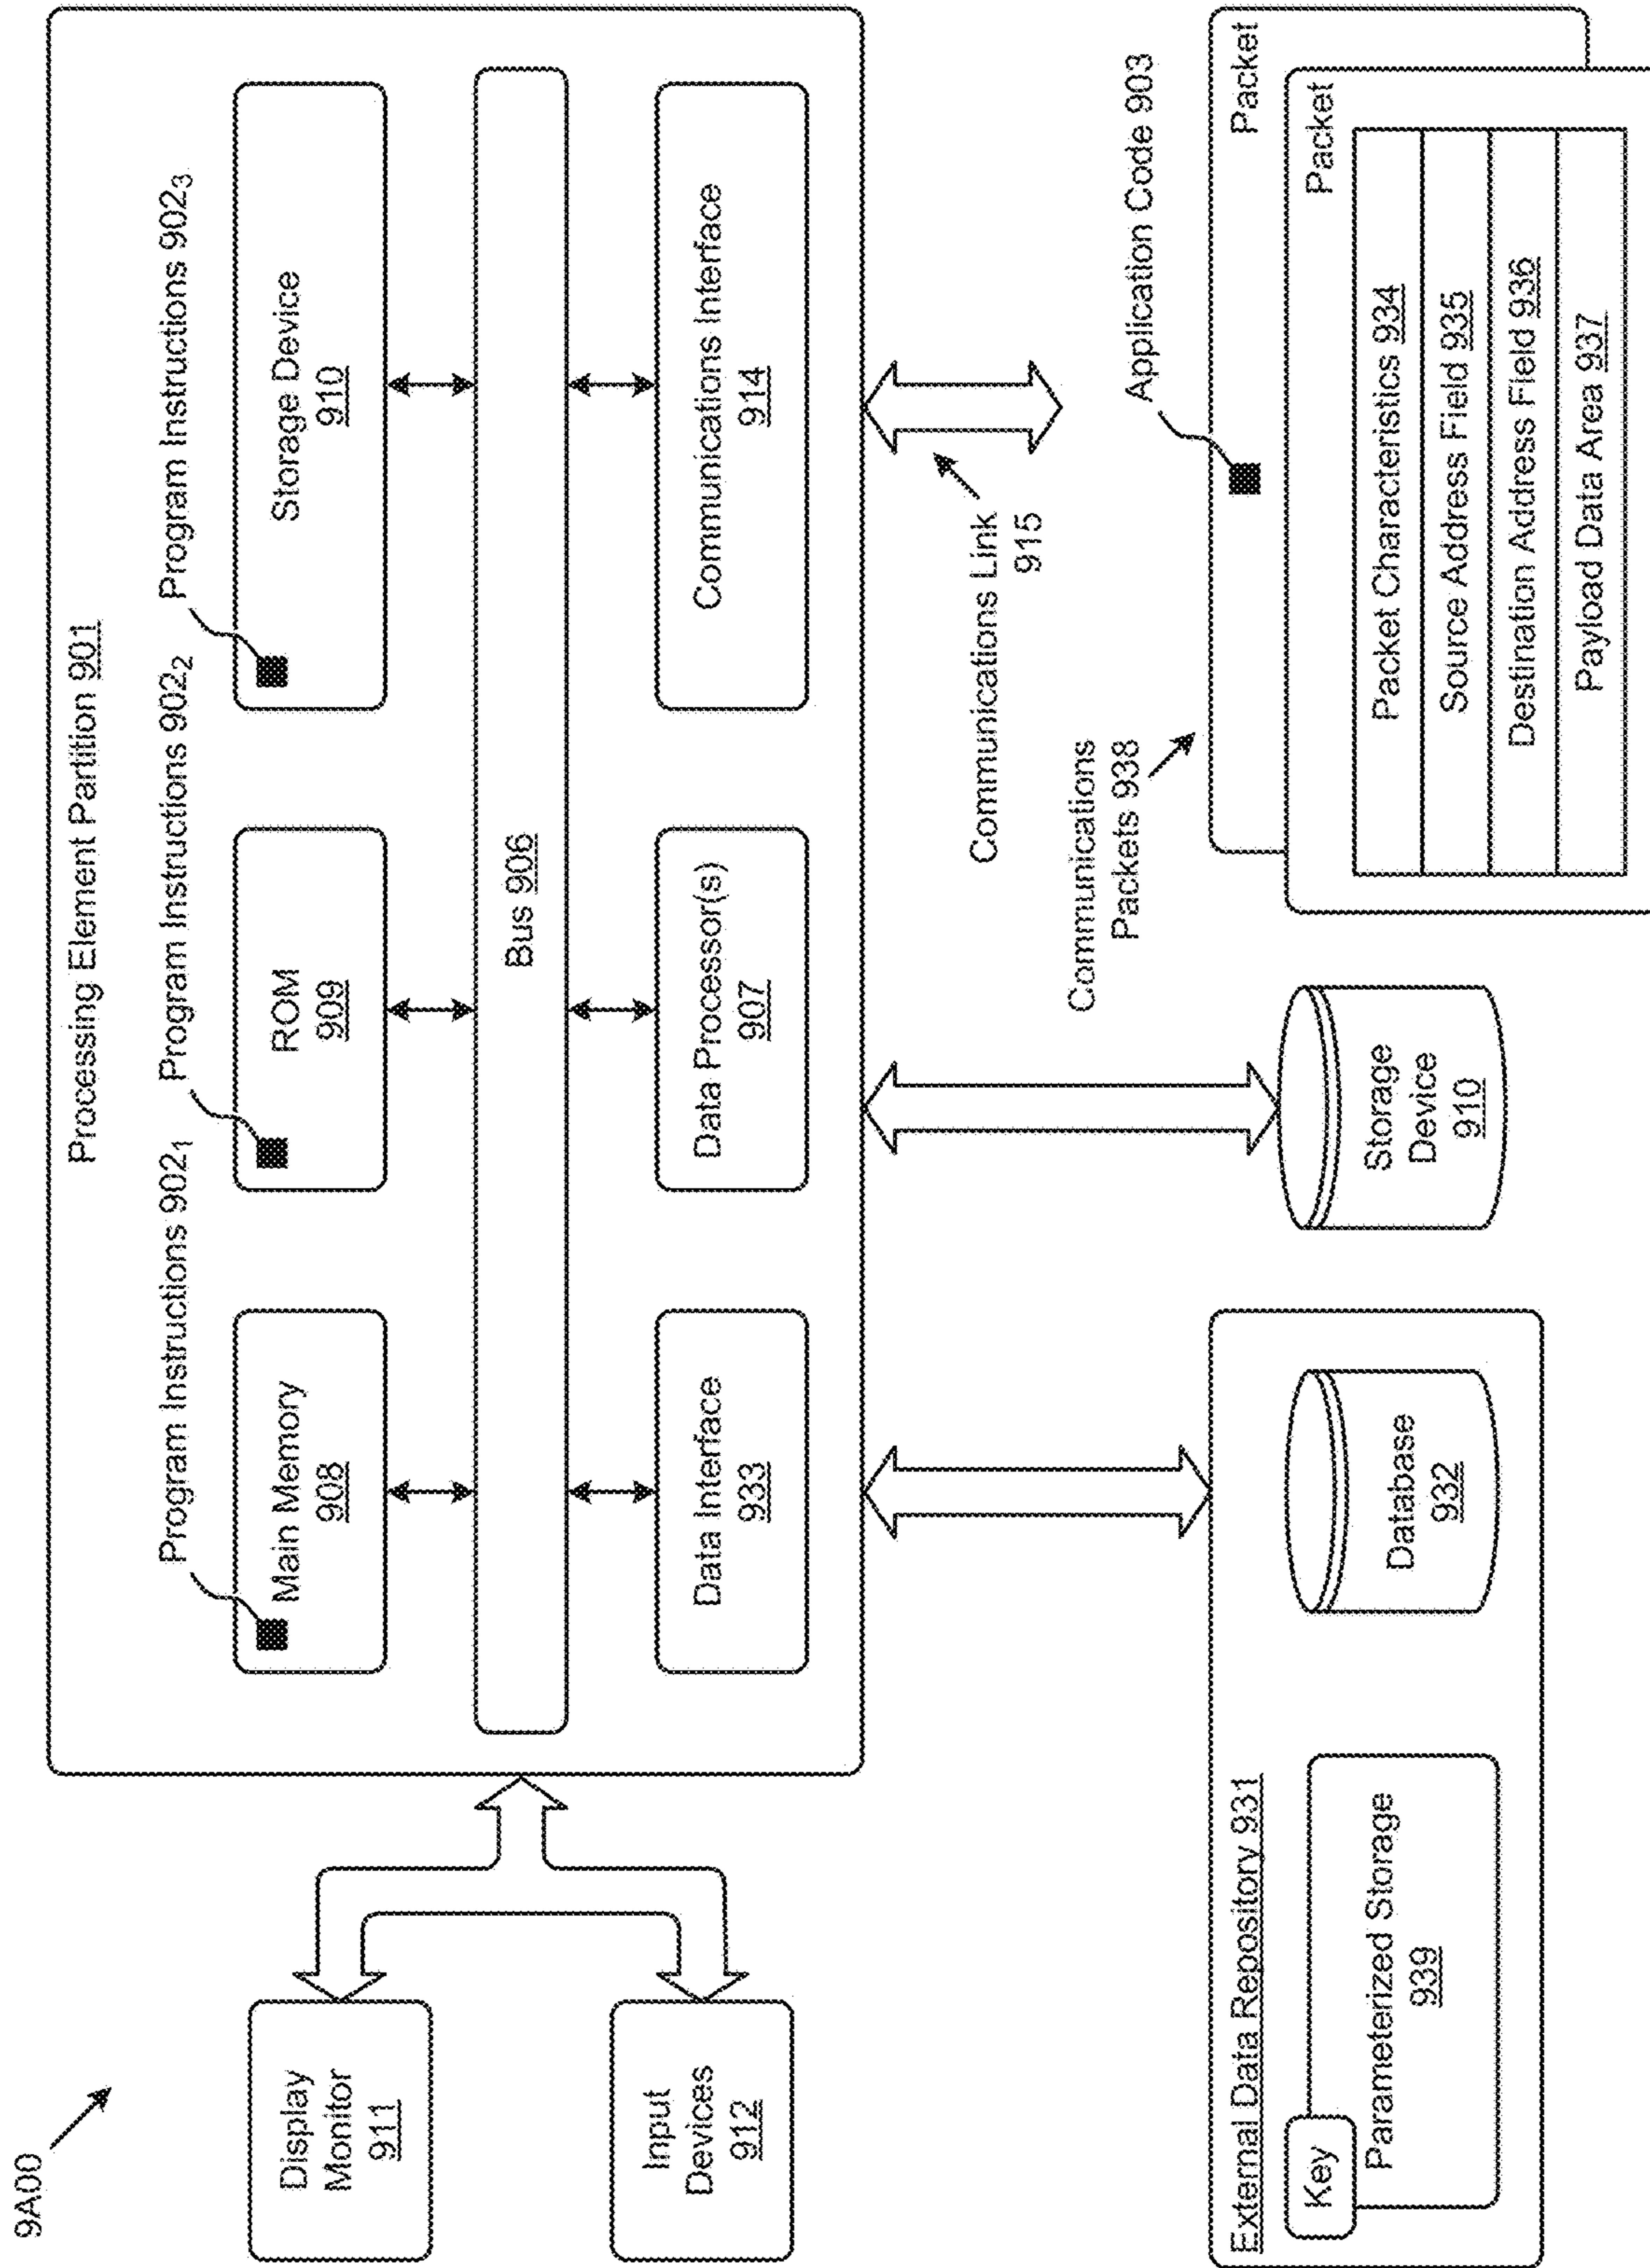 9A00
Processing Element Partition 901
Program Instructions 902₁
Program Instructions 902₂
Program Instructions 902₃
Main Memory
908
ROM
909
Storage Device
910
Bus 906
Data Interface
933
Data Processor(s)
907
Communications Interface
914
Display
Monitor
911
Input
Devices
912
Communications Link
915
Communications
Packets 938
Application Code 903
External Data Repository 931
Key
Parameterized Storage
939
Database
932
Storage
Device
910
Packet
Packet
Packet Characteristics 934
Source Address Field 935
Destination Address Field 936
Payload Data Area 937